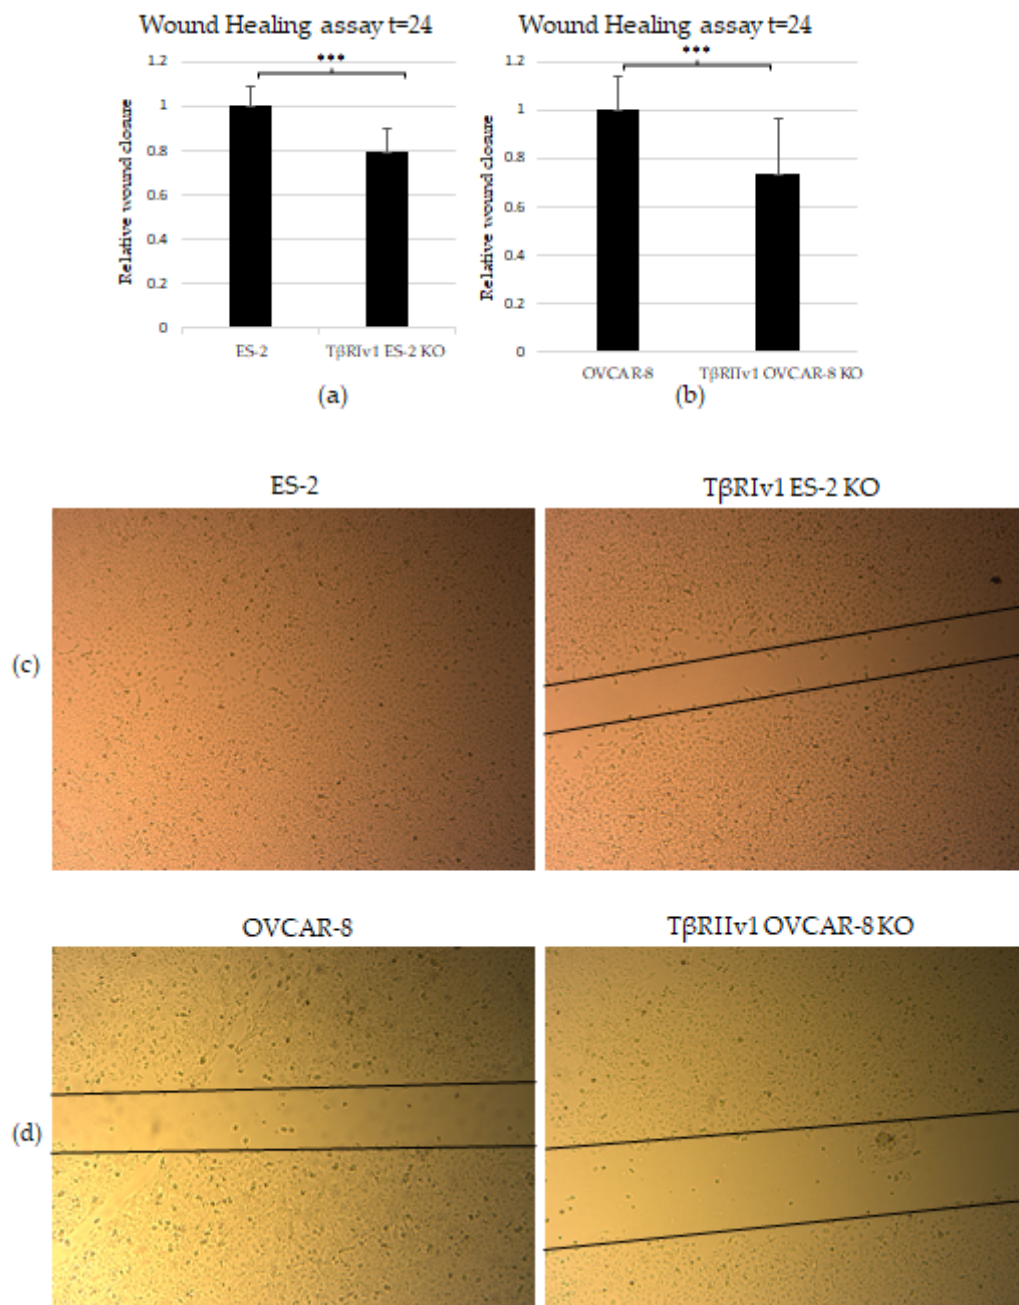 Wound Healing assay t=24
***
Relative wound closure
1.2
1
0.8
0.6
0.4
0.2
0
ES-2
TβRIv1 ES-2 KO
(a)
Wound Healing assay t=24
***
Relative wound closure
1.2
1
0.8
0.6
0.4
0.2
0
OVCAR-8
TβRIIv1 OVCAR-8 KO
(b)
ES-2
TβRIv1 ES-2 KO
(c)
OVCAR-8
TβRIIv1 OVCAR-8 KO
(d)